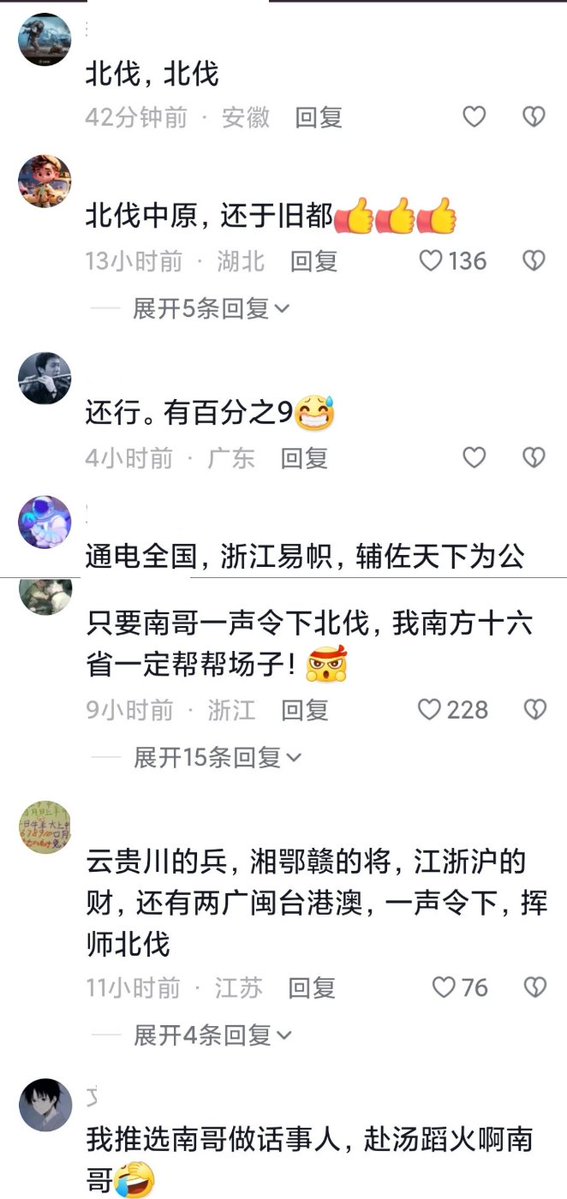 北伐，北伐
42分钟前 · 安徽 回复
北伐中原，还于旧都
13小时前 · 湖北 回复 136
展开5条回复
还行。有百分之9
4小时前 · 广东 回复
通电全国，浙江易帜，辅佐天下为公
只要南哥一声令下北伐，我南方十六
省一定帮帮场子！
9小时前 · 浙江 回复 228
展开15条回复
云贵川的兵，湘鄂赣的将，江浙沪的
财，还有两广闽台港澳，一声令下，挥
师北伐
11小时前 · 江苏 回复 76
展开4条回复
我推选南哥做话事人，赴汤蹈火啊南
哥